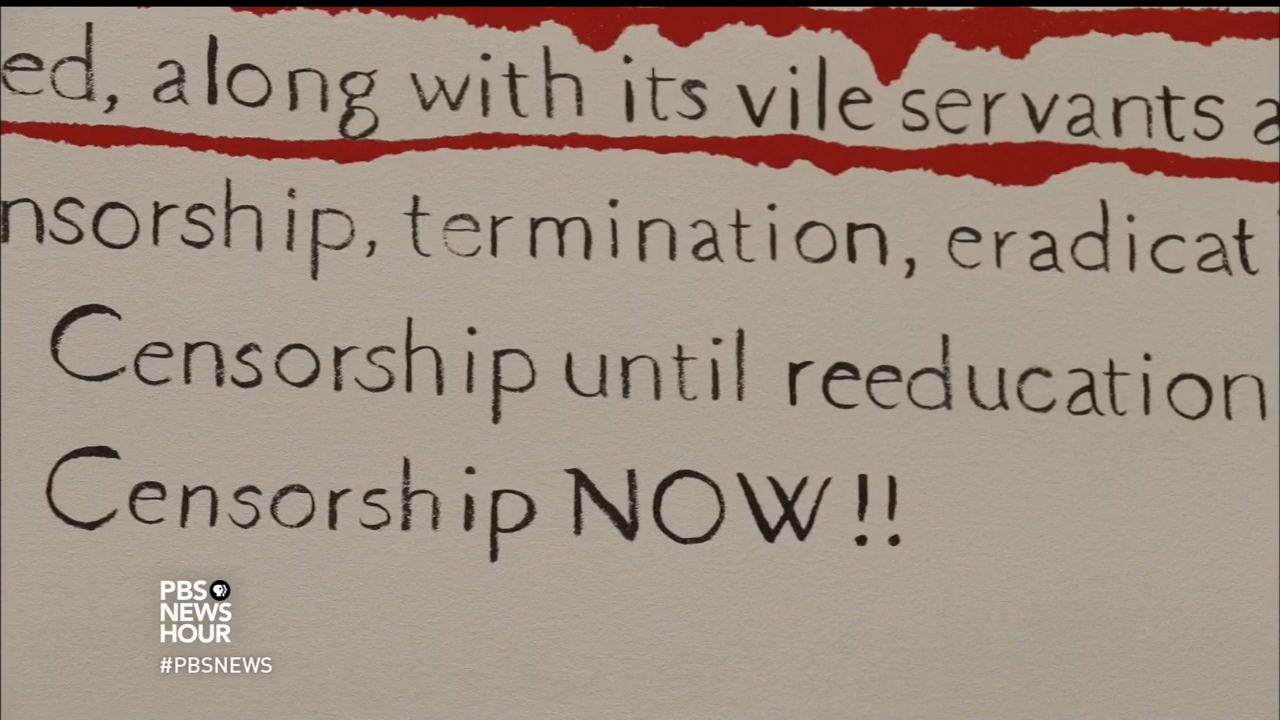 ed, along with its vile servants a
nsorship, termination, eradicat
Censorship until reeducation
Censorship NOW!!
PBS
NEWS
HOUR
#PBSNEWS